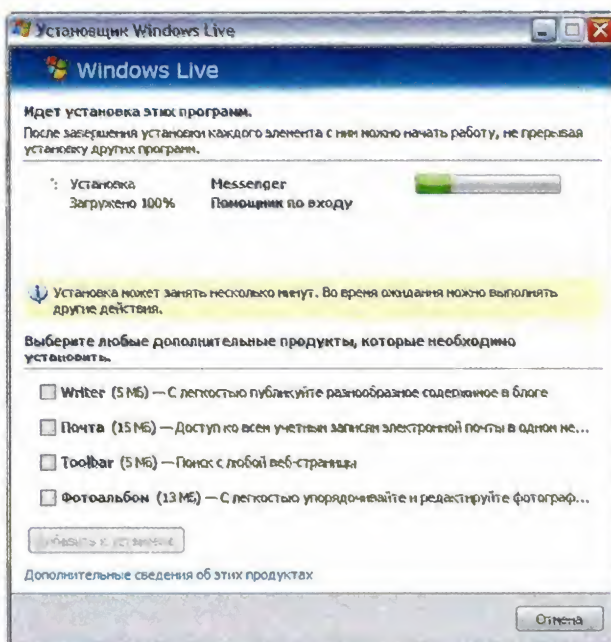 Установщик Windows Live
Windows Live
Идет установка этих программ.
После завершения установки каждого элемента с ним можно начать работу, не прерывая
установку других программ.
Установка Messenger
Загружено 100% Помощник по входу
Установка может занять несколько минут. Во время ожидания можно выполнять
другие действия.
Выберите любые дополнительные продукты, которые необходимо
установить.
Writer (5 МБ) — С легкостью публикуйте разнообразное содержимое в блоге
Почта (15 МБ) — Доступ ко всем учетным записям электронной почты в одном ме...
Toolbar (5 МБ) — Поиск с любой веб-страницы
Фотоальбом (13 МБ) — С легкостью упорядочивайте и редактируйте фотограф...
Добавить к установке
Дополнительные сведения об этих продуктах
Отмена